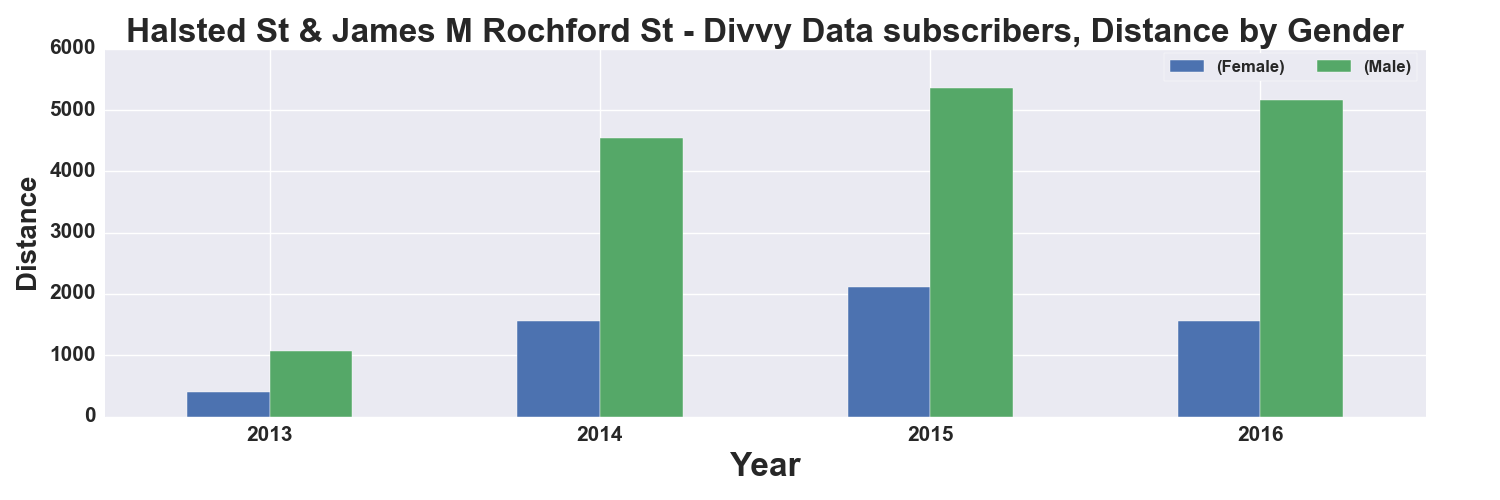 Halsted St & James M Rochford St - Divvy Data subscribers, Distance by Gender
(Female) (Male)
6000
5000
4000
3000
2000
1000
0
Distance
2013 2014 2015 2016
Year